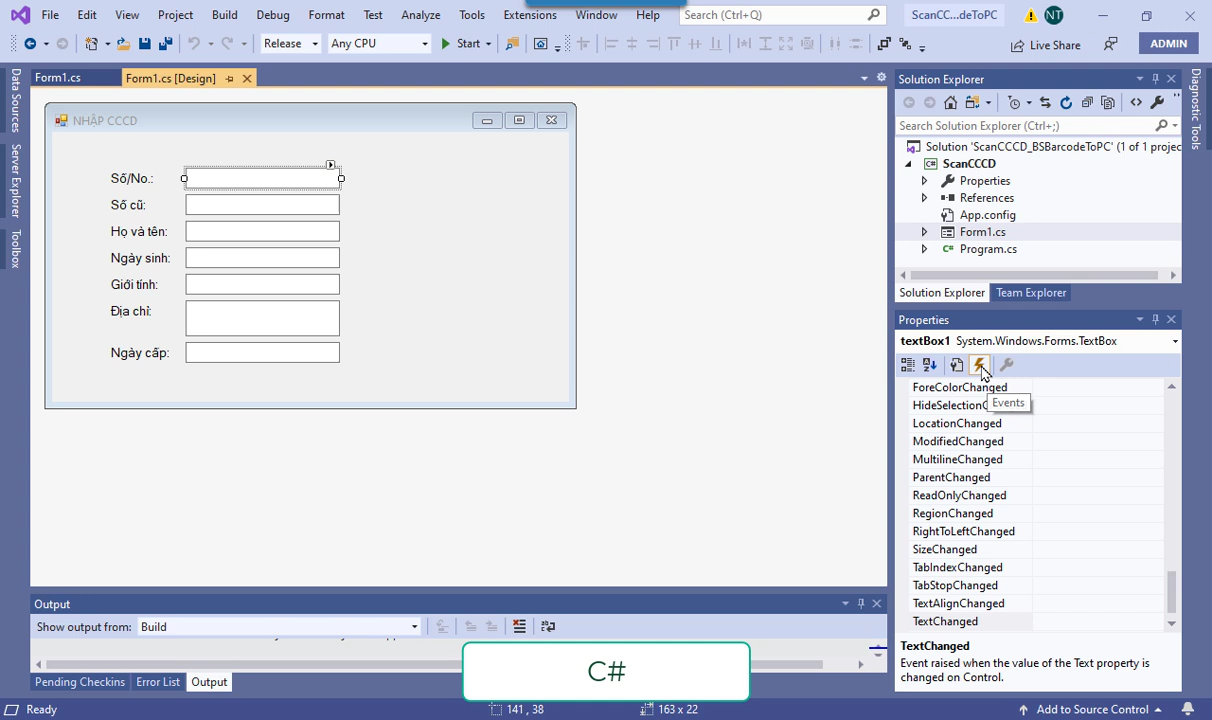 File Edit View Project Build Debug Format Test Analyze Tools Extensions Window Help Search (Ctrl+Q) ScanCC...deToPC NT
Release Any CPU Start Live Share ADMIN
Form1.cs Form1.cs [Design]
Data Sources
Server Explorer
Toolbox
NHẬP CCCD
Số/No.:
Số cũ:
Họ và tên:
Ngày sinh:
Giới tính:
Địa chỉ:
Ngày cấp:
Solution Explorer
Search Solution Explorer (Ctrl+;)
Solution 'ScanCCCD_BSBarcodeToPC' (1 of 1 projec
C# ScanCCCD
Properties
References
App.config
Form1.cs
C# Program.cs
Solution Explorer Team Explorer
Diagnostic Tools
Properties
textBox1 System.Windows.Forms.TextBox
ForeColorChanged
HideSelectionC
Events
LocationChanged
ModifiedChanged
MultilineChanged
ParentChanged
ReadOnlyChanged
RegionChanged
RightToLeftChanged
SizeChanged
TabIndexChanged
TabStopChanged
TextAlignChanged
TextChanged
TextChanged
Event raised when the value of the Text property is
changed on Control.
Output
Show output from: Build
C#
Pending Checkins Error List Output
Ready 141 , 38 163 x 22 Add to Source Control